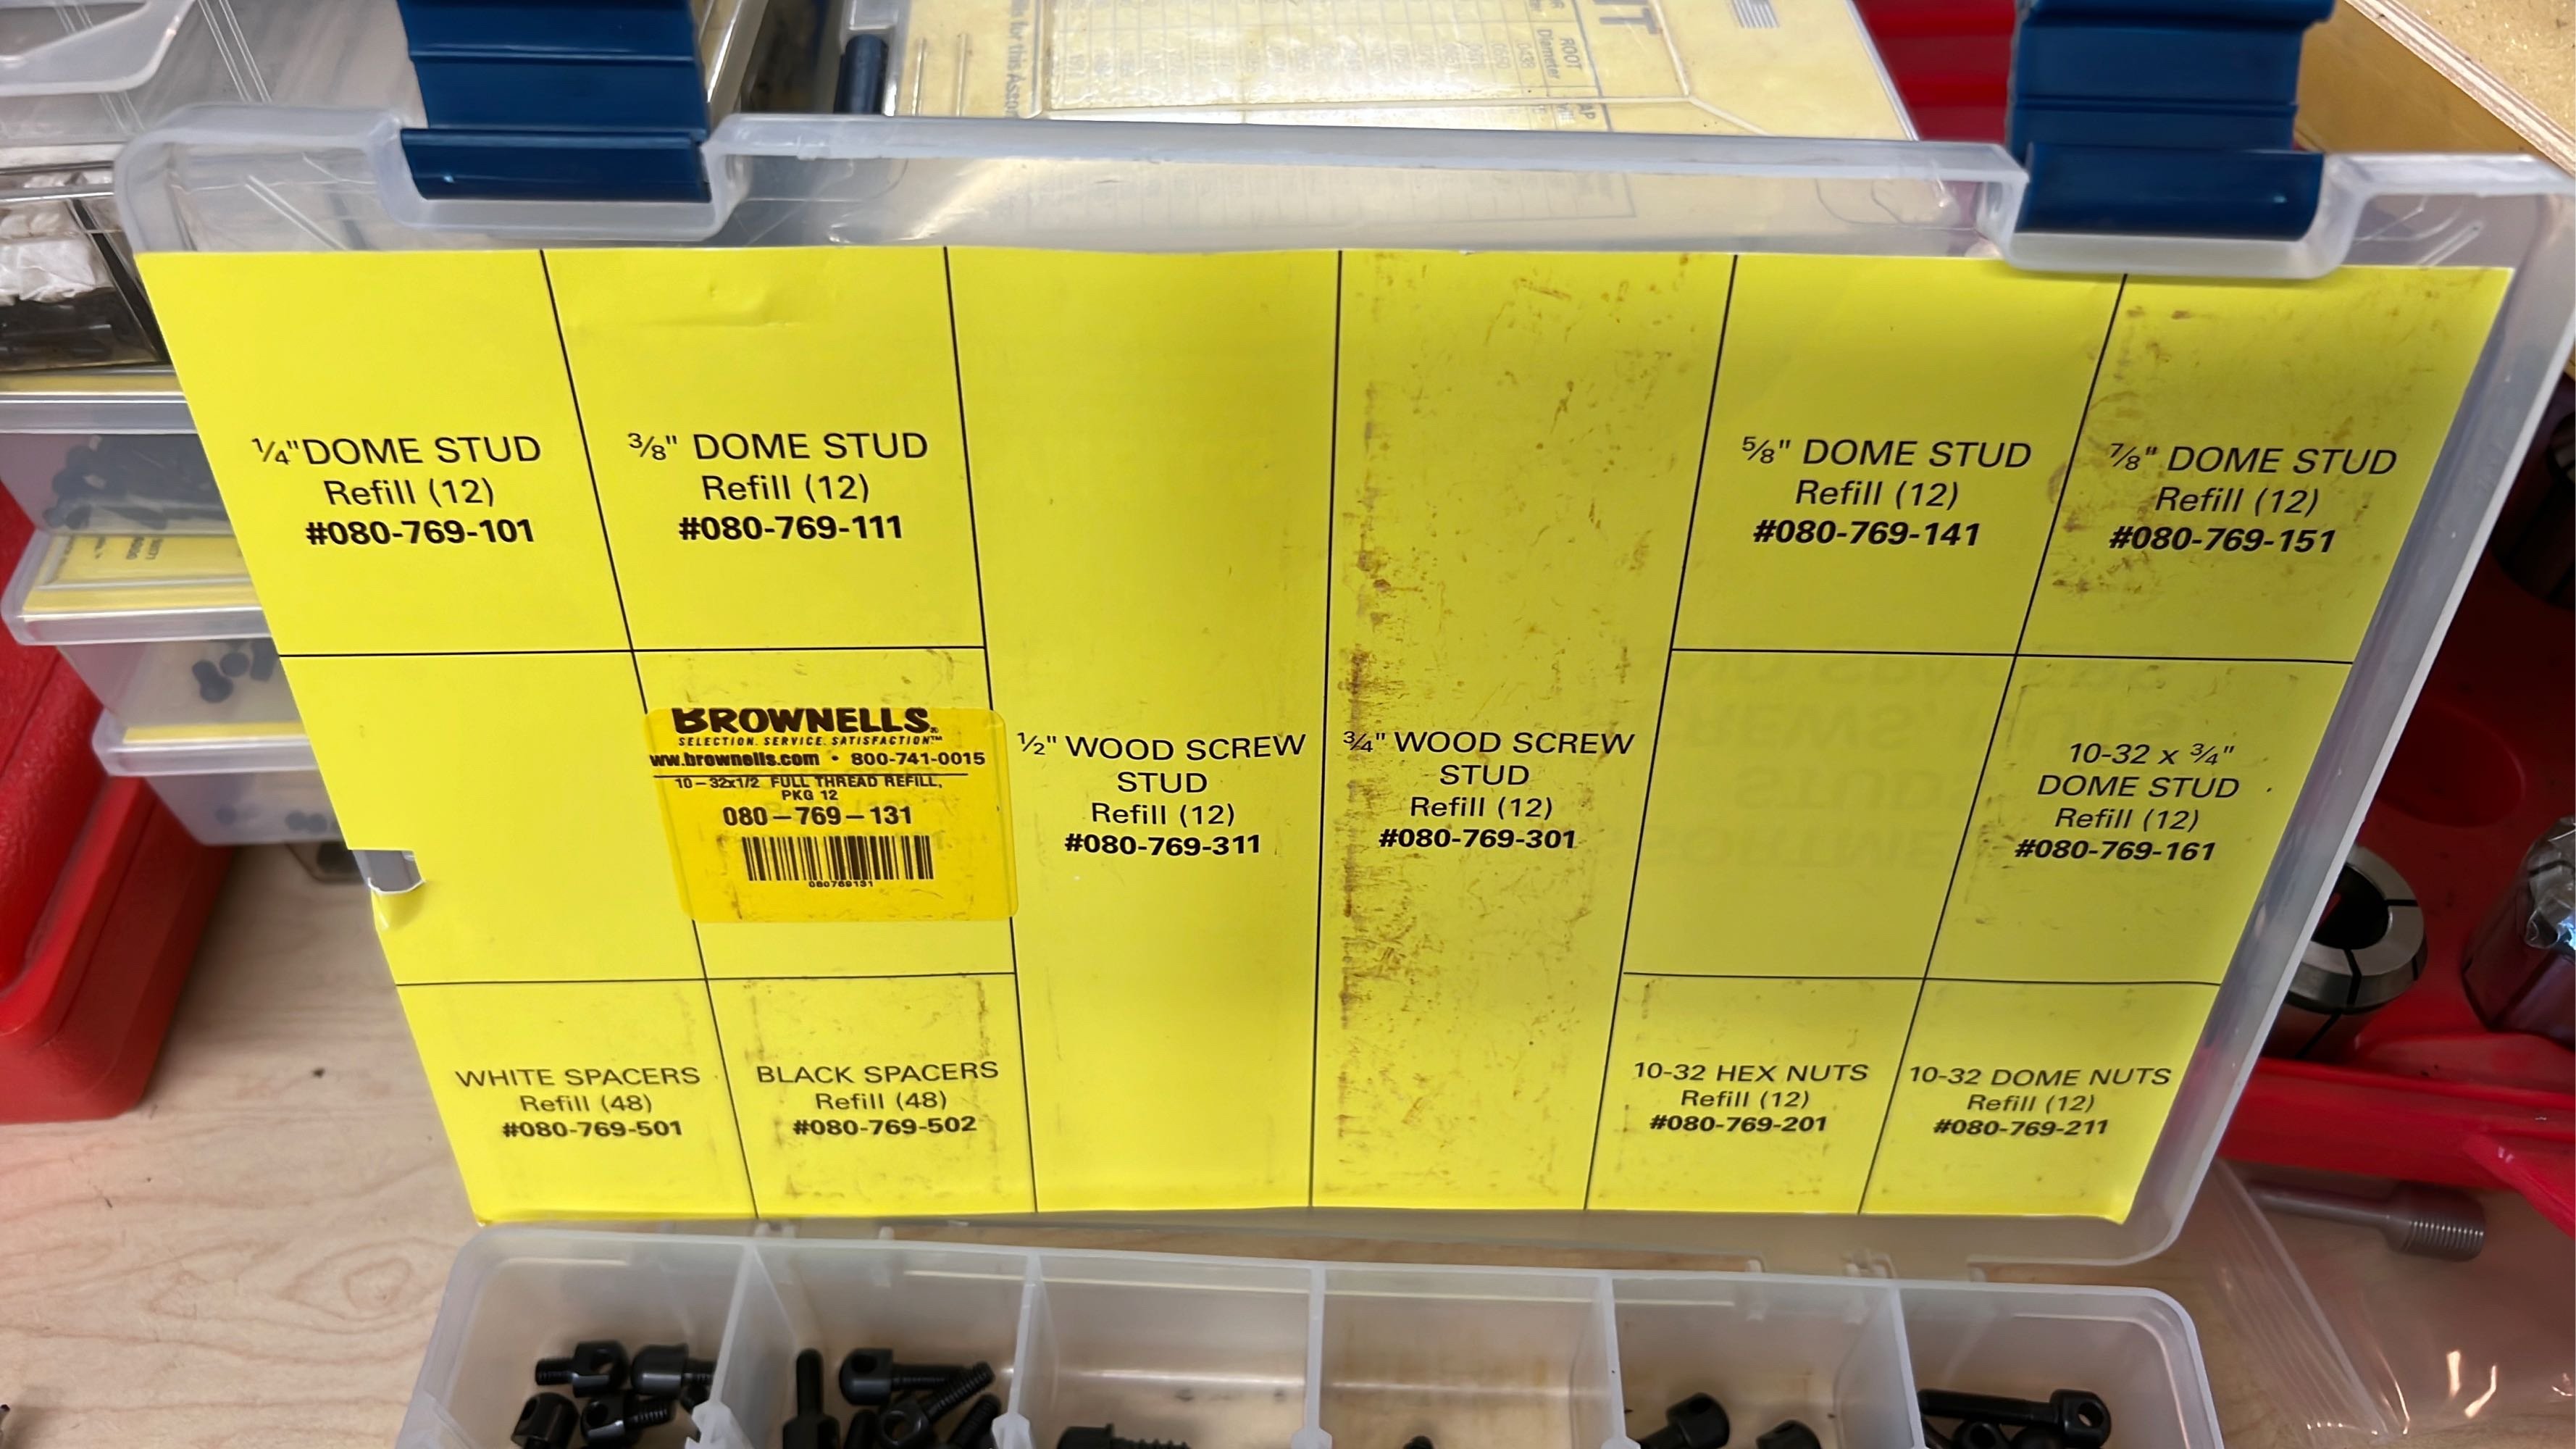 ROOT
Diameter
1/4" DOME STUD
Refill (12)
#080-769-101
3/8" DOME STUD
Refill (12)
#080-769-111
5/8" DOME STUD
Refill (12)
#080-769-141
7/8" DOME STUD
Refill (12)
#080-769-151
BROWNELLS®
SELECTION. SERVICE. SATISFACTION™
ww.brownells.com • 800-741-0015
10-32x1/2 FULL THREAD REFILL,
PKG 12
080-769-131
080769131
1/2" WOOD SCREW
STUD
Refill (12)
#080-769-311
3/4" WOOD SCREW
STUD
Refill (12)
#080-769-301
10-32 x 3/4"
DOME STUD
Refill (12)
#080-769-161
WHITE SPACERS
Refill (48)
#080-769-501
BLACK SPACERS
Refill (48)
#080-769-502
10-32 HEX NUTS
Refill (12)
#080-769-201
10-32 DOME NUTS
Refill (12)
#080-769-211